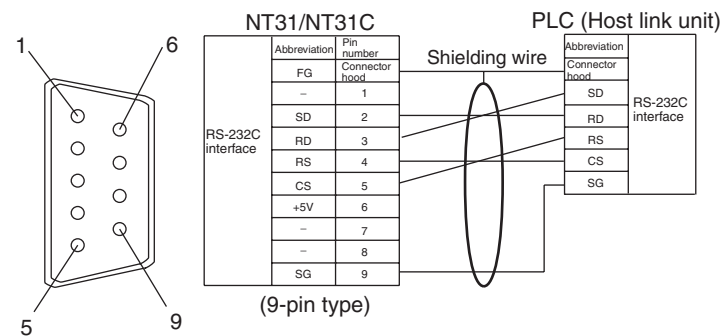 NT31/NT31C
PLC (Host link unit)
1
6
5
9
Abbreviation Pin number
FG Connector hood
– 1
SD 2
RD 3
RS 4
CS 5
+5V 6
– 7
– 8
SG 9
RS-232C
interface
(9-pin type)
Shielding wire
Abbreviation
Connector
hood
SD
RD
RS
CS
SG
RS-232C
interface